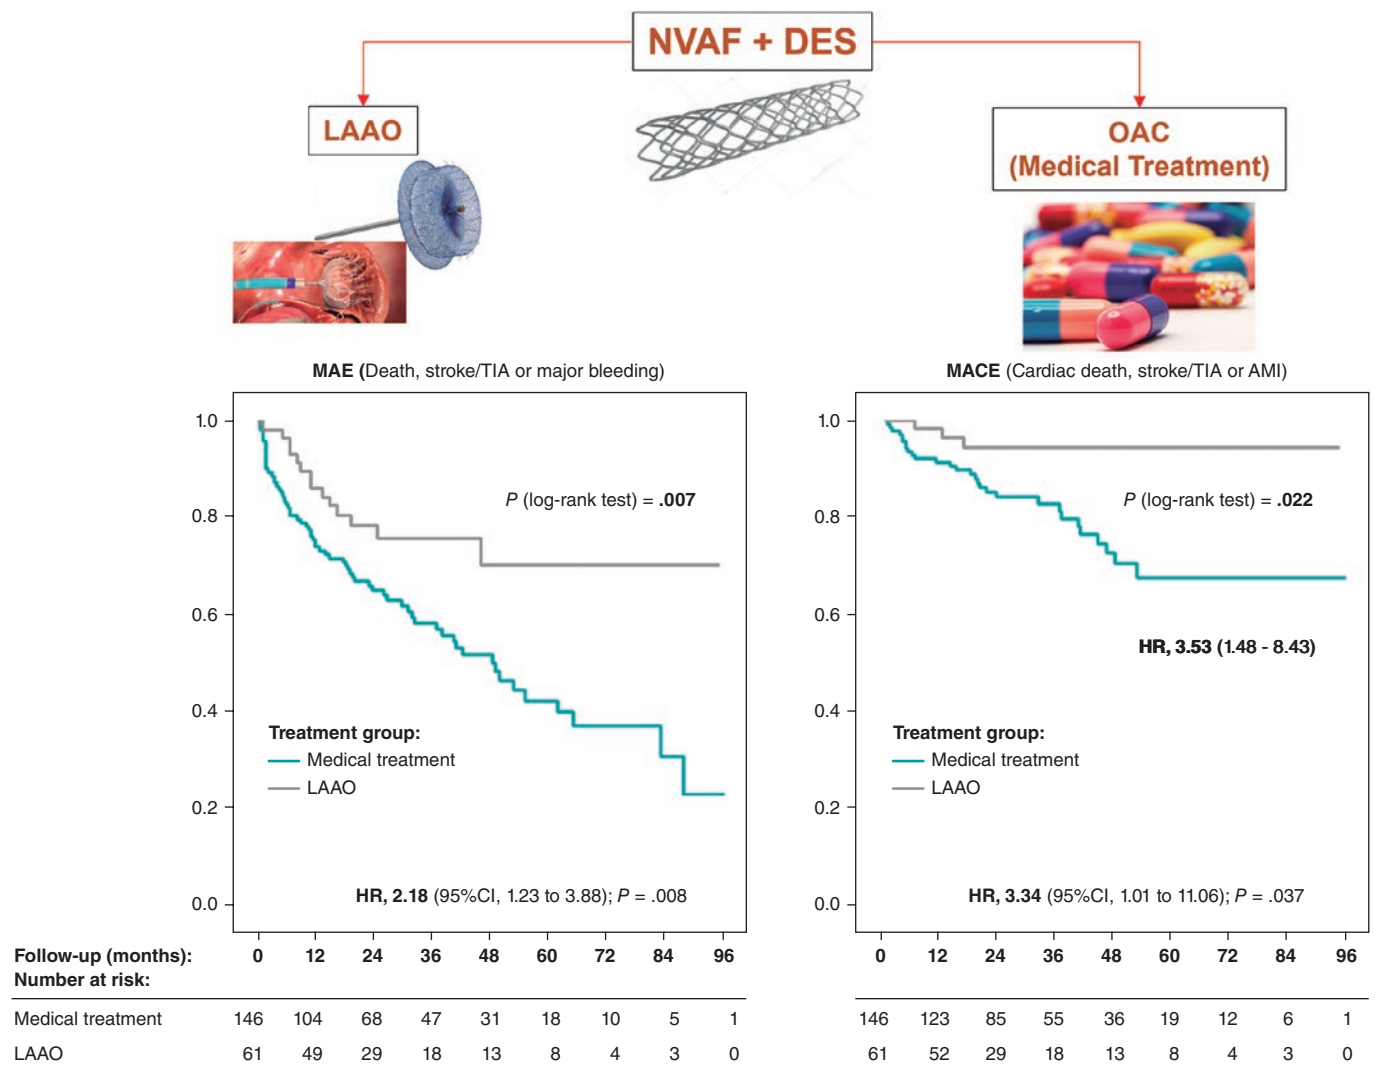 NVAF + DES
LAAO
OAC
(Medical Treatment)
MAE (Death, stroke/TIA or major bleeding)
1.0
0.8
0.6
0.4
0.2
0.0
P (log-rank test) = .007
Treatment group:
Medical treatment
LAAO
HR, 2.18 (95%CI, 1.23 to 3.88); P = .008
MACE (Cardiac death, stroke/TIA or AMI)
1.0
0.8
0.6
0.4
0.2
0.0
P (log-rank test) = .022
HR, 3.53 (1.48 - 8.43)
Treatment group:
Medical treatment
LAAO
HR, 3.34 (95%CI, 1.01 to 11.06); P = .037
Follow-up (months): 0 12 24 36 48 60 72 84 96 0 12 24 36 48 60 72 84 96
Number at risk:
Medical treatment 146 104 68 47 31 18 10 5 1 146 123 85 55 36 19 12 6 1
LAAO 61 49 29 18 13 8 4 3 0 61 52 29 18 13 8 4 3 0